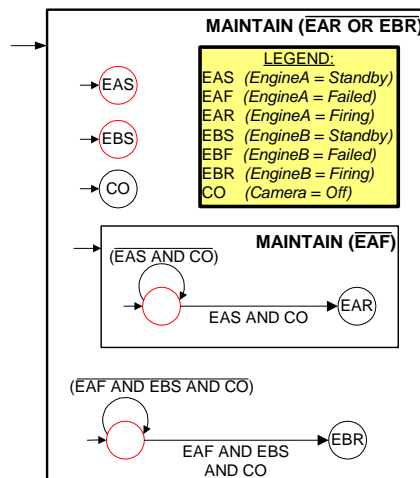 MAINTAIN (EAR OR EBR)
LEGEND:
EAS (EngineA = Standby)
EAF (EngineA = Failed)
EAR (EngineA = Firing)
EBS (EngineB = Standby)
EBF (EngineB = Failed)
EBR (EngineB = Firing)
CO (Camera = Off)
EAS
EBS
CO
MAINTAIN (EAF)
(EAS AND CO)
EAR
EAS AND CO
(EAF AND EBS AND CO)
EBR
EAF AND EBS
AND CO